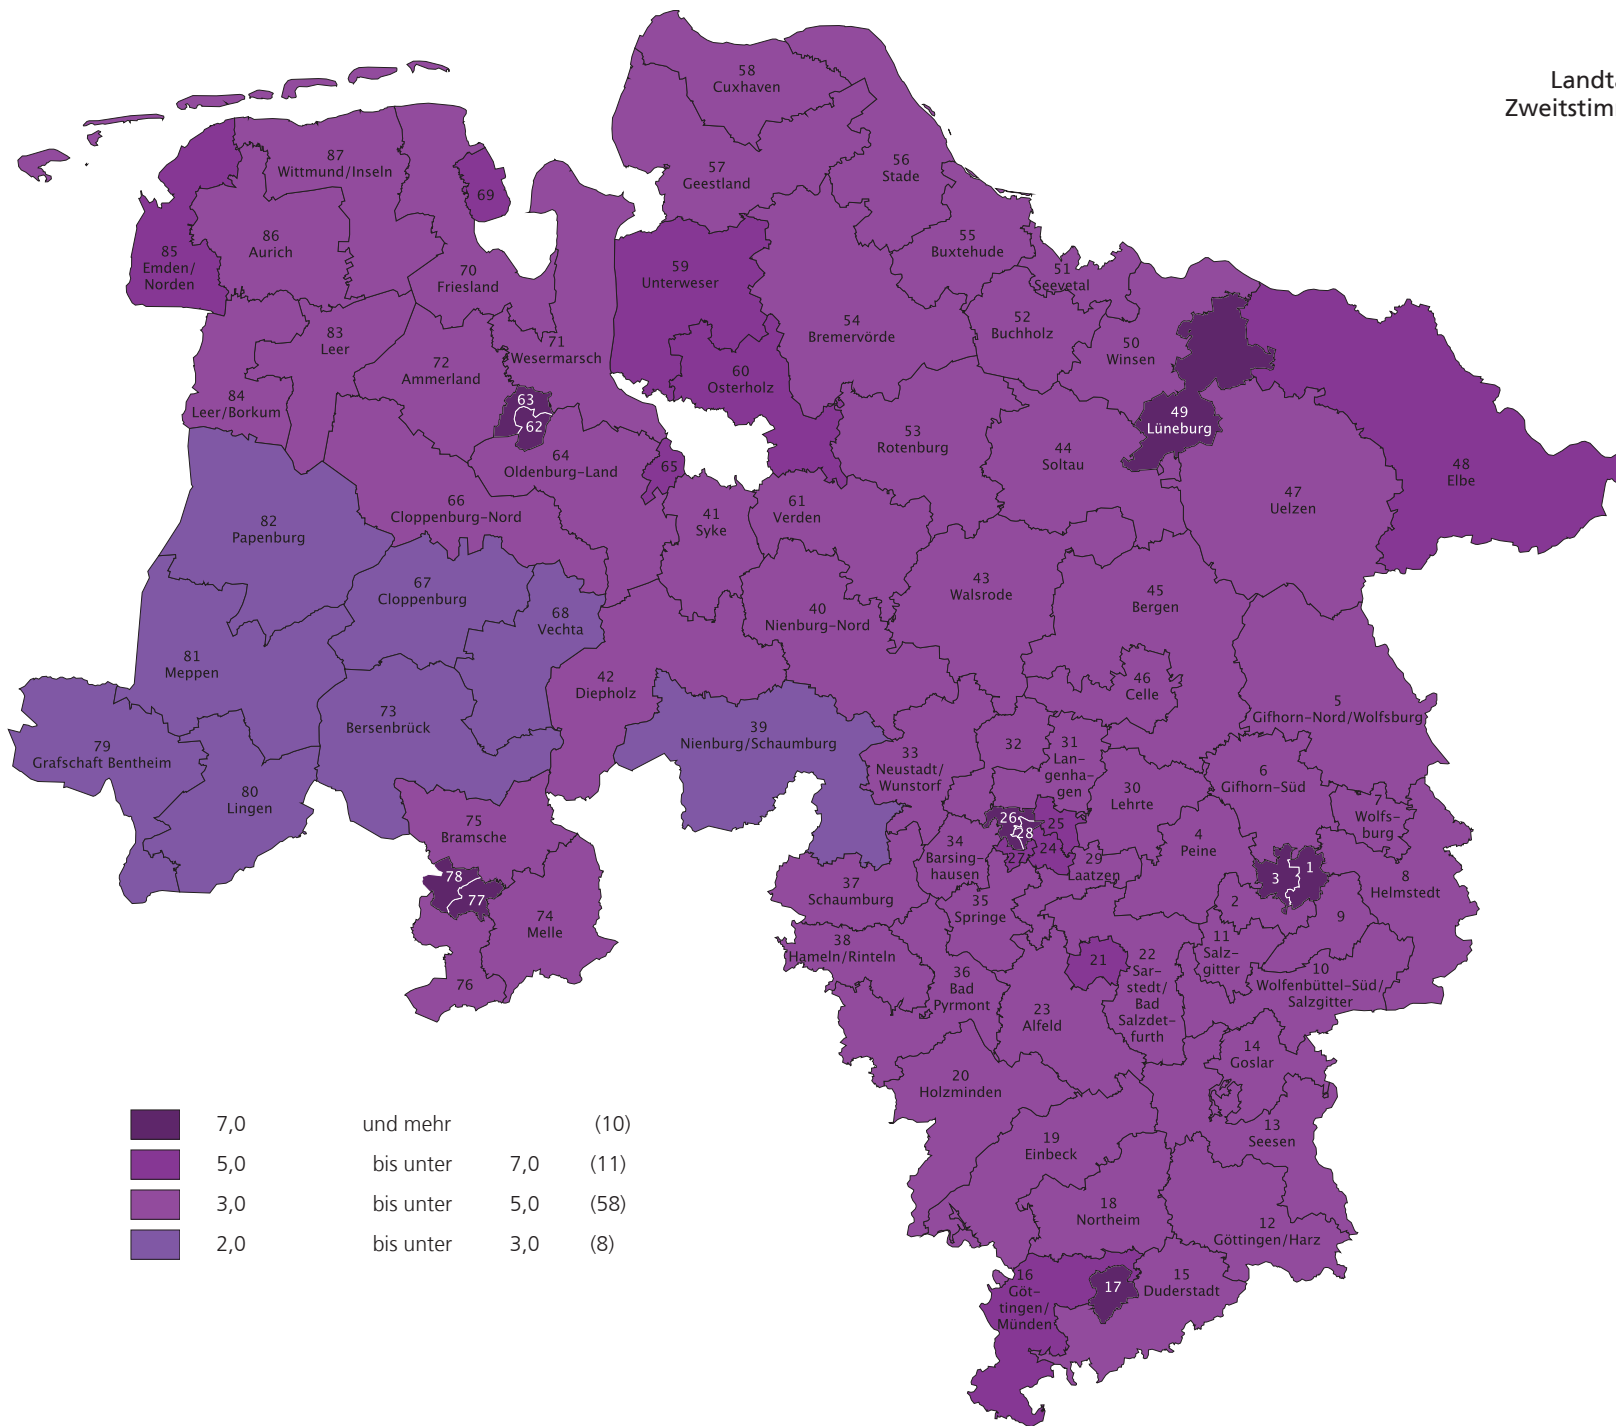 Landta
Zweitstim
58
Cuxhaven
87
Wittmund/Inseln
57
Geestland
56
Stade
69
86
Aurich
85
Emden/
Norden
70
Friesland
59
Unterweser
55
Buxtehude
51
Seevetal
83
Leer
71
Wesermarsch
54
Bremervörde
52
Buchholz
50
Winsen
72
Ammerland
60
Osterholz
84
Leer/Borkum
63
62
49
Lüneburg
53
Rotenburg
44
Soltau
64
Oldenburg-Land
65
48
Elbe
47
Uelzen
66
Cloppenburg-Nord
41
Syke
61
Verden
82
Papenburg
67
Cloppenburg
68
Vechta
43
Walsrode
45
Bergen
40
Nienburg-Nord
81
Meppen
42
Diepholz
46
Celle
73
Bersenbrück
39
Nienburg/Schaumburg
5
Gifhorn-Nord/Wolfsburg
79
Grafschaft Bentheim
33
Neustadt/
Wunstorf
32
31
Lan-
genha-
gen
6
Gifhorn-Süd
80
Lingen
30
Lehrte
7
Wolfs-
burg
75
Bramsche
26
28
25
27
24
34
Barsing-
hausen
29
Laatzen
4
Peine
3
1
8
Helmstedt
78
77
37
Schaumburg
35
Springe
2
9
74
Melle
38
Hameln/Rinteln
21
22
Sar-
stedt/
Bad
Salzdet-
furth
11
Salz-
gitter
10
Wolfenbüttel-Süd/
Salzgitter
76
36
Bad
Pyrmont
23
Alfeld
14
Goslar
20
Holzminden
13
Seesen
19
Einbeck
18
Northeim
12
Göttingen/Harz
16
Göt-
tingen/
Münden
17
15
Duderstadt
7,0 und mehr (10)
5,0 bis unter 7,0 (11)
3,0 bis unter 5,0 (58)
2,0 bis unter 3,0 (8)